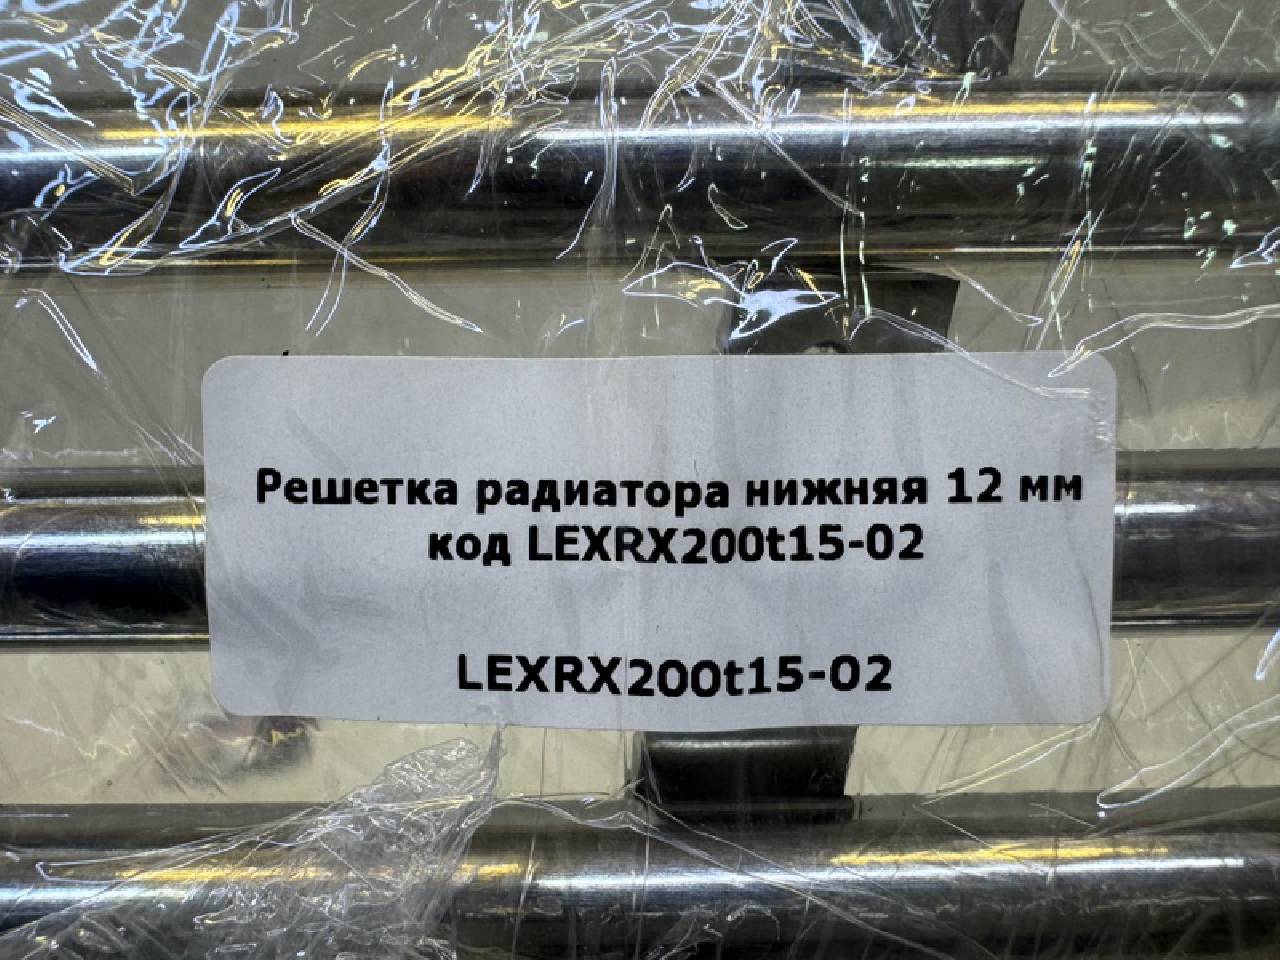 Решетка радиатора нижняя 12 мм
код LEXRX200t15-02
LEXRX200t15-02